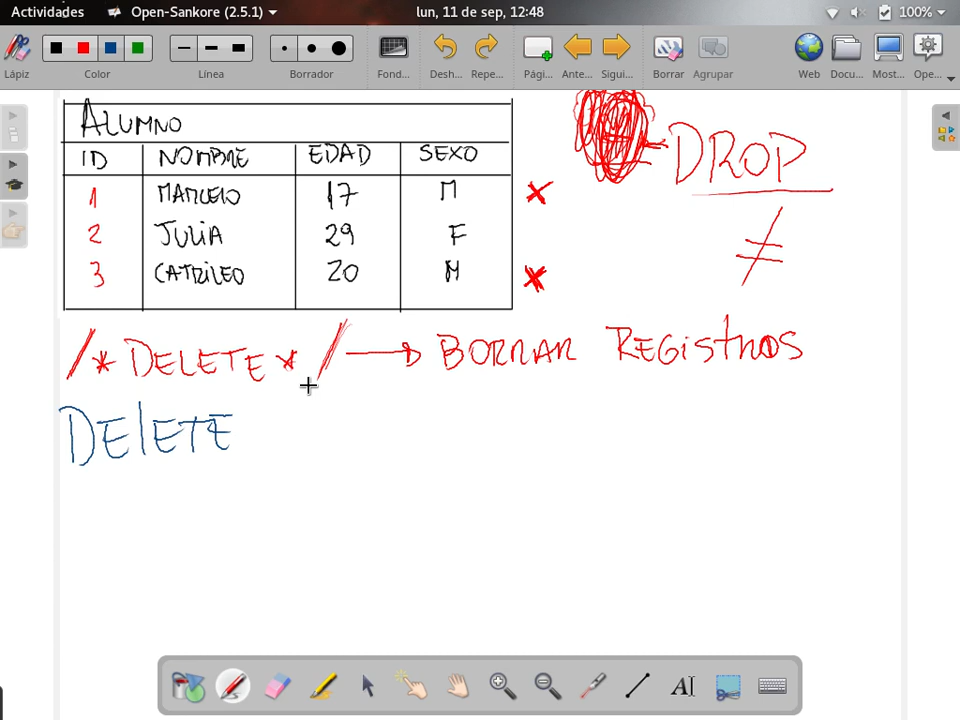 Actividades Open-Sankore (2.5.1) lun, 11 de sep, 12:48 100%
Lápiz Color Línea Borrador Fond... Desh... Repe... Pági... Ante... Sigui... Borrar Agrupar Web Docu... Most... Ope...
ALUMNO
ID NOMBRE EDAD SEXO
1 MARCELO 17 M
2 JULIA 29 F
3 CATRILEO 20 M
DROP
≠
/* DELETE */ → BORRAR REGISTROS
DELETE